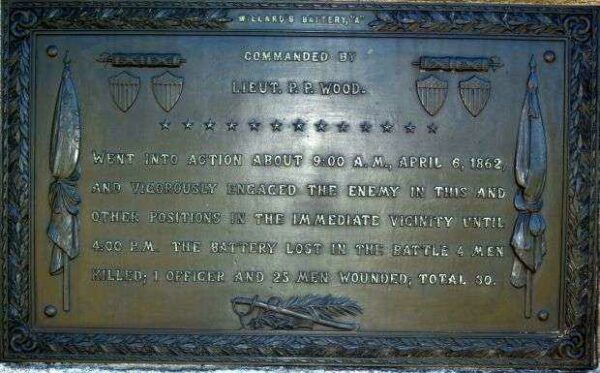 WILLARD'S BATTERY, "A"
COMMANDED BY
LIEUT. P. P. WOOD.
WENT INTO ACTION ABOUT 9:00 A. M., APRIL 6, 1862,
AND VIGOROUSLY ENGAGED THE ENEMY IN THIS AND
OTHER POSITIONS IN THE IMMEDIATE VICINITY UNTIL
4:00 P.M. THE BATTERY LOST IN THE BATTLE 4 MEN
KILLED; 1 OFFICER AND 25 MEN WOUNDED; TOTAL 30.